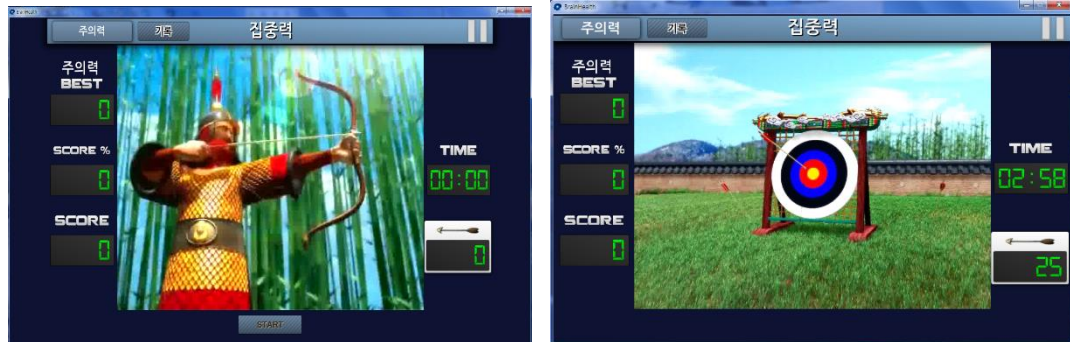 BrainHealth
주의력
기록
집중력
주의력
BEST
0
SCORE %
0
SCORE
0
TIME
00:00
0
START
BrainHealth
주의력
기록
집중력
주의력
BEST
0
SCORE %
0
SCORE
0
TIME
02:58
25